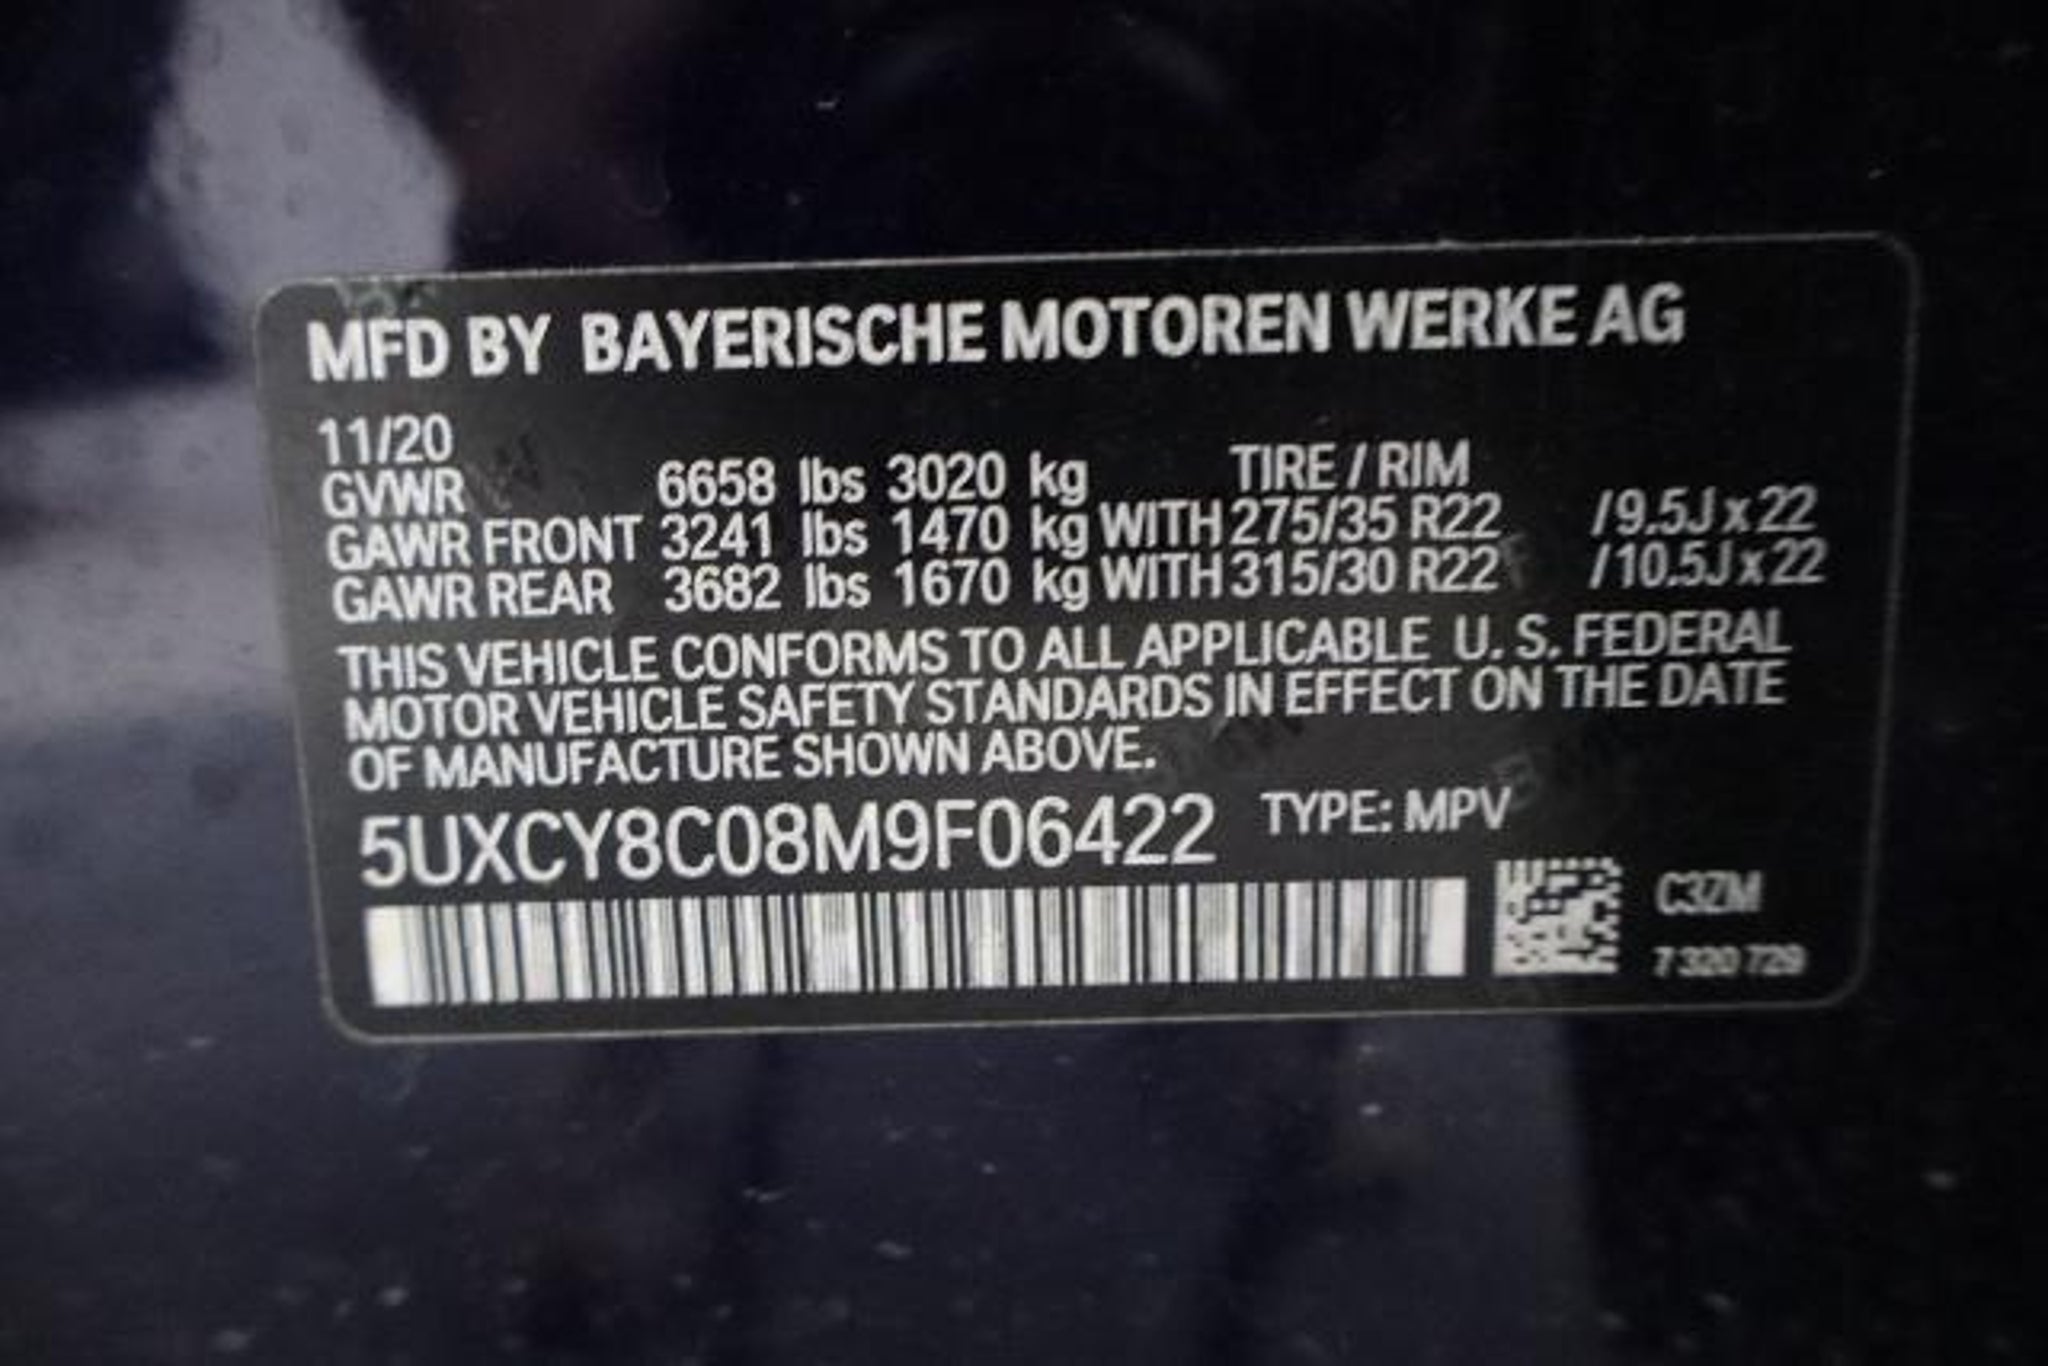 MFD BY BAYERISCHE MOTOREN WERKE AG
11/20
GVWR 6658 lbs 3020 kg TIRE / RIM
GAWR FRONT 3241 lbs 1470 kg WITH 275/35 R22 /9.5J x 22
GAWR REAR 3682 lbs 1670 kg WITH 315/30 R22 /10.5J x 22
THIS VEHICLE CONFORMS TO ALL APPLICABLE U. S. FEDERAL
MOTOR VEHICLE SAFETY STANDARDS IN EFFECT ON THE DATE
OF MANUFACTURE SHOWN ABOVE.
5UXCY8C08M9F06422 TYPE: MPV
C3ZM
7 320 729